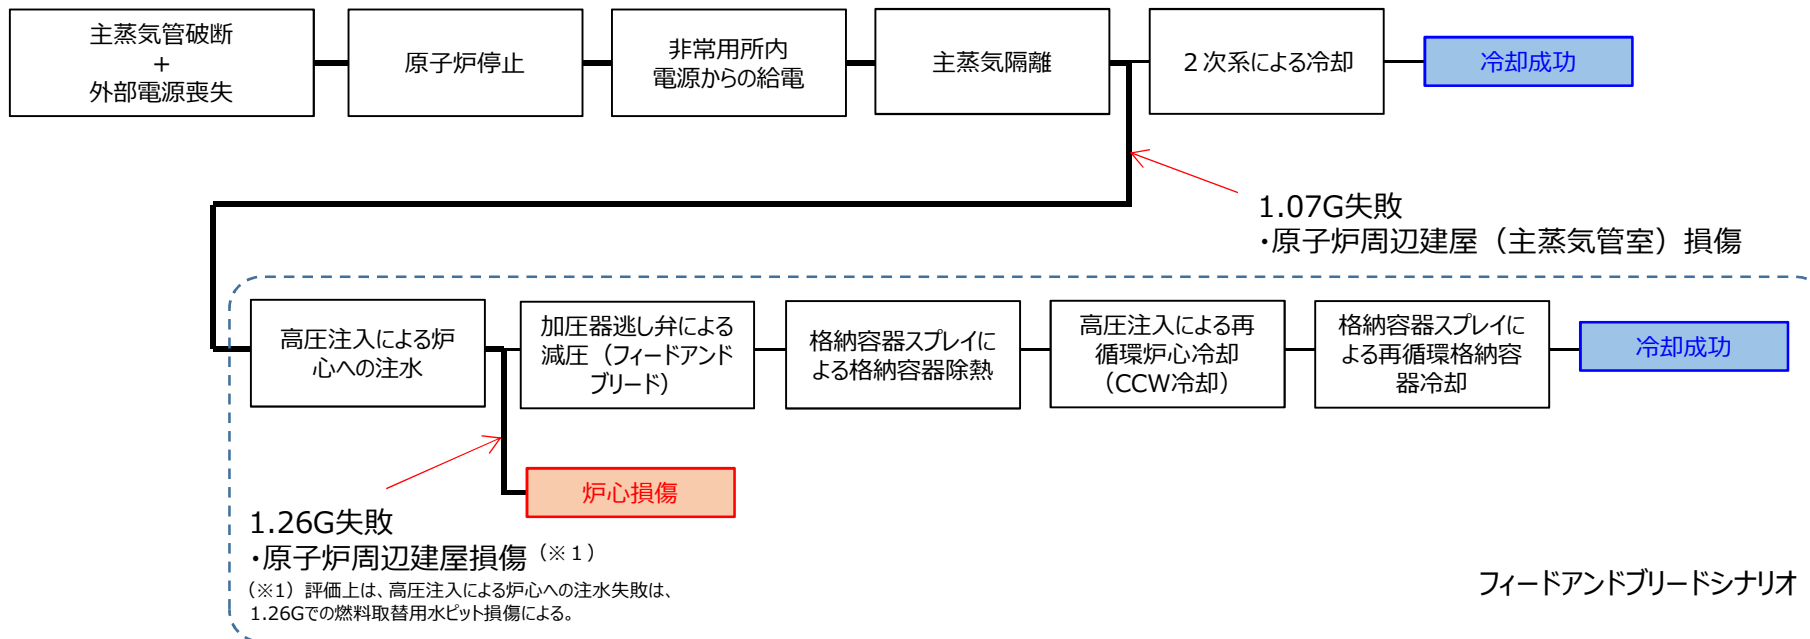 主蒸気管破断
+
外部電源喪失
原子炉停止
非常用所内
電源からの給電
主蒸気隔離
２次系による冷却
冷却成功
1.07G失敗
・原子炉周辺建屋（主蒸気管室）損傷
高圧注入による炉
心への注水
加圧器逃し弁による
減圧（フィードアンド
ブリード）
格納容器スプレイに
よる格納容器除熱
高圧注入による再
循環炉心冷却
（CCW冷却）
格納容器スプレイに
よる再循環格納容
器冷却
冷却成功
炉心損傷
1.26G失敗
・原子炉周辺建屋損傷（※１）
（※1）評価上は、高圧注入による炉心への注水失敗は、
1.26Gでの燃料取替用水ピット損傷による。
フィードアンドブリードシナリオ